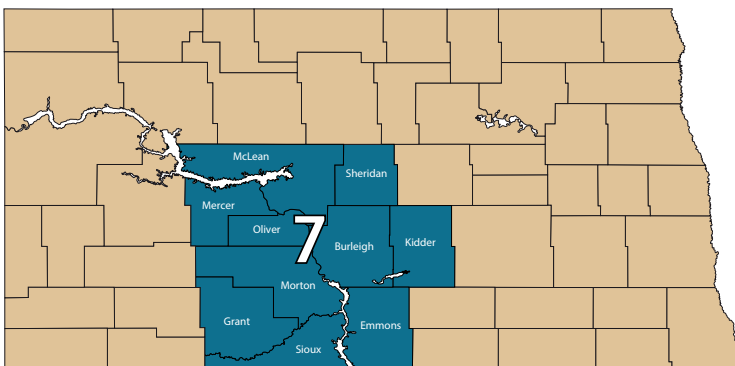 McLean
Sheridan
Mercer
Oliver
7
Burleigh
Kidder
Morton
Grant
Emmons
Sioux